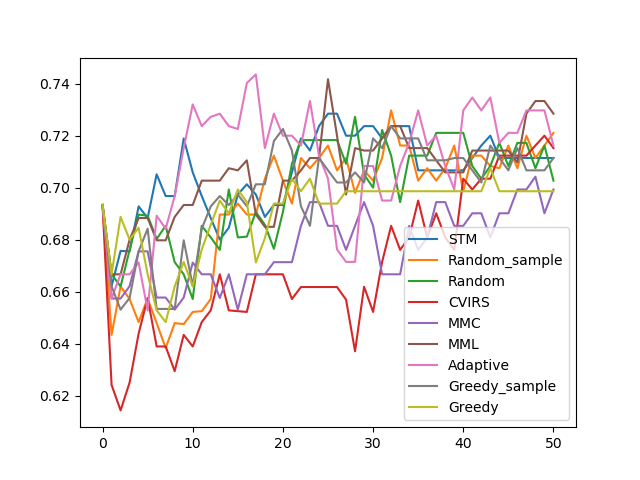 0.74
0.72
0.70
0.68
0.66
0.64
0.62
0
10
20
30
40
50
STM
Random_sample
Random
CVIRS
MMC
MML
Adaptive
Greedy_sample
Greedy